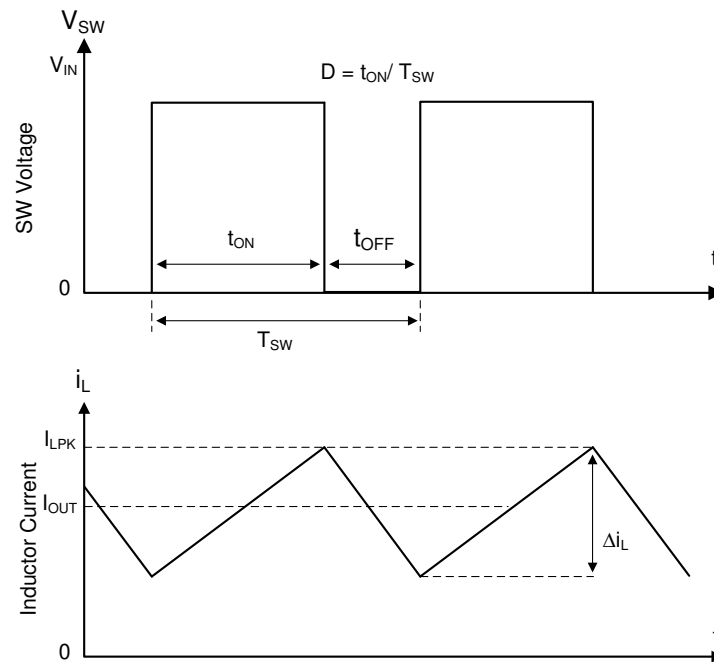 V_SW
V_IN
D = t_ON/ T_SW
SW Voltage
t_ON
t_OFF
t
0
T_SW
i_L
I_LPK
I_OUT
Inductor Current
Δi_L
0